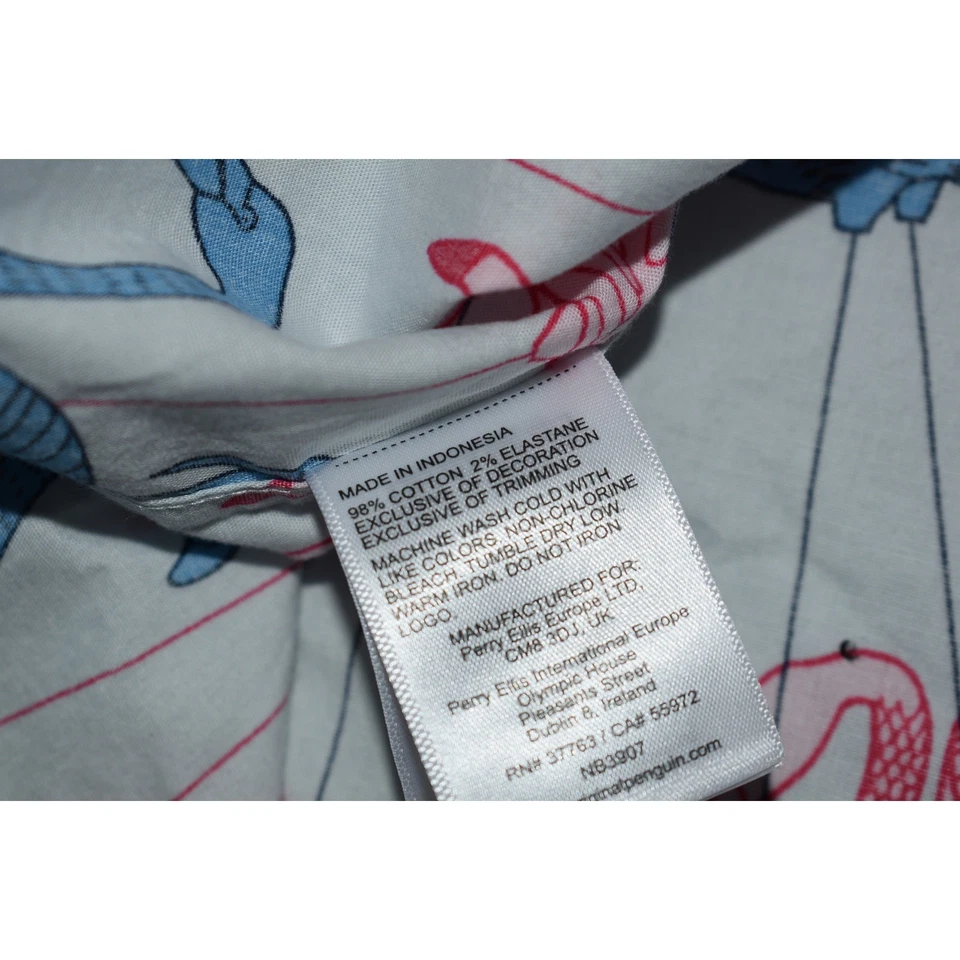 MADE IN INDONESIA
98% COTTON 2% ELASTANE
EXCLUSIVE OF DECORATION
EXCLUSIVE OF TRIMMING
MACHINE WASH COLD WITH
LIKE COLORS. NON-CHLORINE
BLEACH. TUMBLE DRY LOW.
WARM IRON. DO NOT IRON
LOGO
MANUFACTURED FOR:
Perry Ellis Europe LTD.
CM8 3DJ, UK
Perry Ellis International Europe
Olympic House
Pleasants Street
Dublin 8, Ireland
RN# 37763 / CA# 55972
NB3907